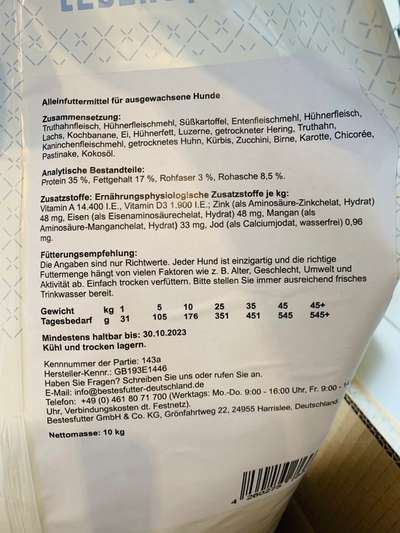 Alleinfuttermittel für ausgewachsene Hunde
Zusammensetzung:
Truthahnfleisch, Hühnerfleischmehl, Süßkartoffel, Entenfleischmehl, Hühnerfleisch,
Lachs, Kochbanane, Ei, Hühnerfett, Luzerne, getrockneter Hering, Truthahn,
Kaninchenfleischmehl, getrocknetes Huhn, Kürbis, Zucchini, Birne, Karotte, Chicorée,
Pastinake, Kokosöl.
Analytische Bestandteile:
Protein 35 %, Fettgehalt 17 %, Rohfaser 3 %, Rohasche 8,5 %.
Zusatzstoffe: Ernährungsphysiologische Zusatzstoffe je kg:
Vitamin A 14.400 I.E., Vitamin D3 1.900 I.E.; Zink (als Aminosäure-Zinkchelat, Hydrat)
48 mg, Eisen (als Eisenaminosäurechelat, Hydrat) 48 mg, Mangan (als
Aminosäure-Manganchelat, Hydrat) 33 mg, Jod (als Calciumjodat, wasserfrei) 0,96
mg.
Fütterungsempfehlung:
Die Angaben sind nur Richtwerte. Jeder Hund ist einzigartig und die richtige
Futtermenge hängt von vielen Faktoren wie z. B. Alter, Geschlecht, Umwelt und
Aktivität ab. Einfach trocken verfüttern. Bitte stellen Sie immer ausreichend frisches
Trinkwasser bereit.
Gewicht kg 1 5 10 25 35 45 45+
Tagesbedarf g 31 105 176 351 451 545 545+
Mindestens haltbar bis: 30.10.2023
Kühl und trocken lagern.
Kennnummer der Partie: 143a
Hersteller-Kennr.: GB193E1446
Haben Sie Fragen? Schreiben Sie uns oder rufen Sie an.
E-Mail: info@bestesfutter-deutschland.de
Telefon: +49 (0) 461 80 71 700 (Werktags: Mo.-Do. 9:00 - 16:00 Uhr, Fr. 9:00 -
Uhr, Verbindungskosten dt. Festnetz).
Bestesfutter GmbH & Co. KG, Grönfahrtweg 22, 24955 Harrislee, Deutschland
Nettomasse: 10 kg